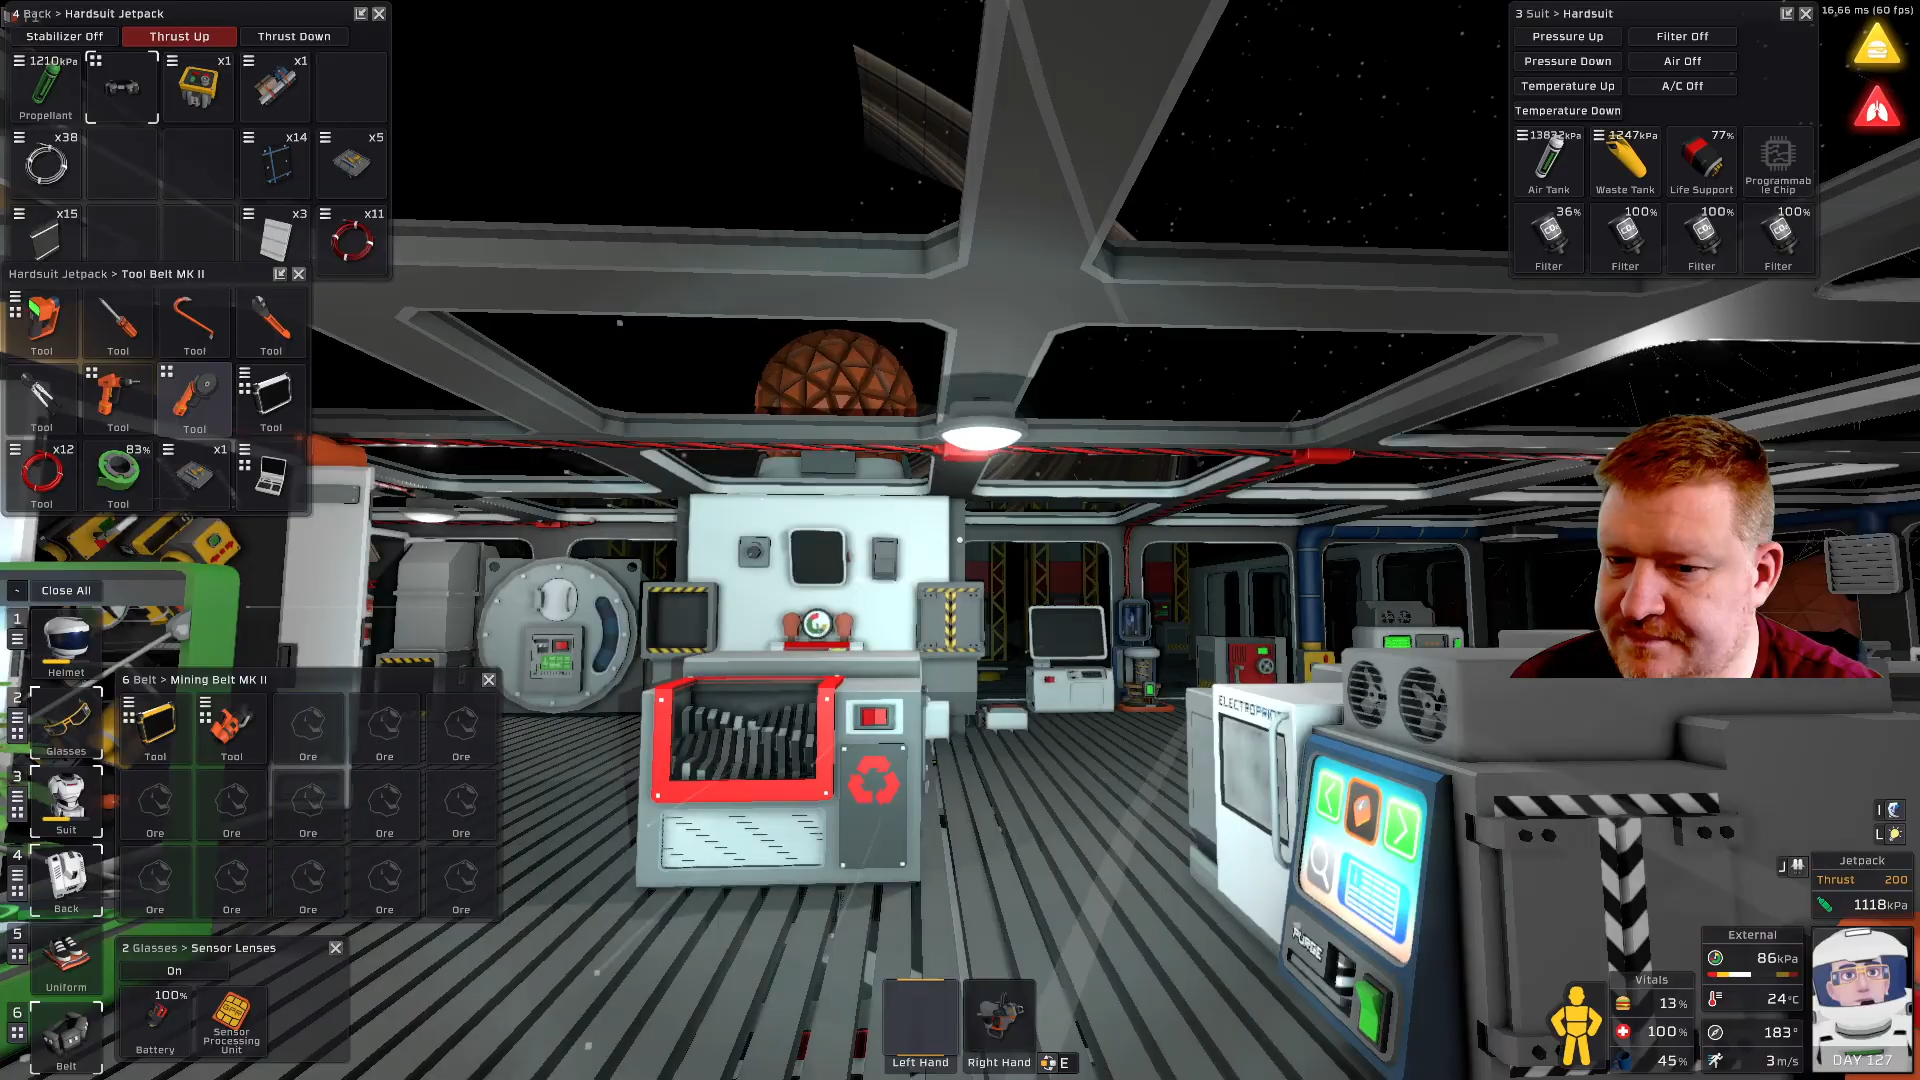 4 Back > Hardsuit Jetpack
Stabilizer Off
Thrust Up
Thrust Down
1210kPa
x1
x1
Propellant
x38
x14
x5
x15
x3
x11
Hardsuit Jetpack > Tool Belt MK II
Tool
Tool
Tool
Tool
Tool
Tool
Tool
Tool
x12
83%
x1
Tool
Tool
~
Close All
1
Helmet
2
Glasses
3
Suit
4
Back
5
Uniform
6
Belt
6 Belt > Mining Belt MK II
Tool
Tool
Ore
Ore
Ore
Ore
Ore
Ore
Ore
Ore
Ore
Ore
Ore
Ore
Ore
2 Glasses > Sensor Lenses
On
100%
Battery
Sensor
Processing
Unit
Left Hand
Right Hand
E
ELECTROPRINT
PURGE
3 Suit > Hardsuit
16.66 ms (60 fps)
Pressure Up
Filter Off
Pressure Down
Air Off
Temperature Up
A/C Off
Temperature Down
13832kPa
1247kPa
77%
Air Tank
Waste Tank
Life Support
Programmab
le Chip
36%
100%
100%
100%
Filter
Filter
Filter
Filter
I
L
J
Jetpack
Thrust 200
1118kPa
External
86kPa
24°C
183°
3m/s
Vitals
13%
100%
45%
DAY 127